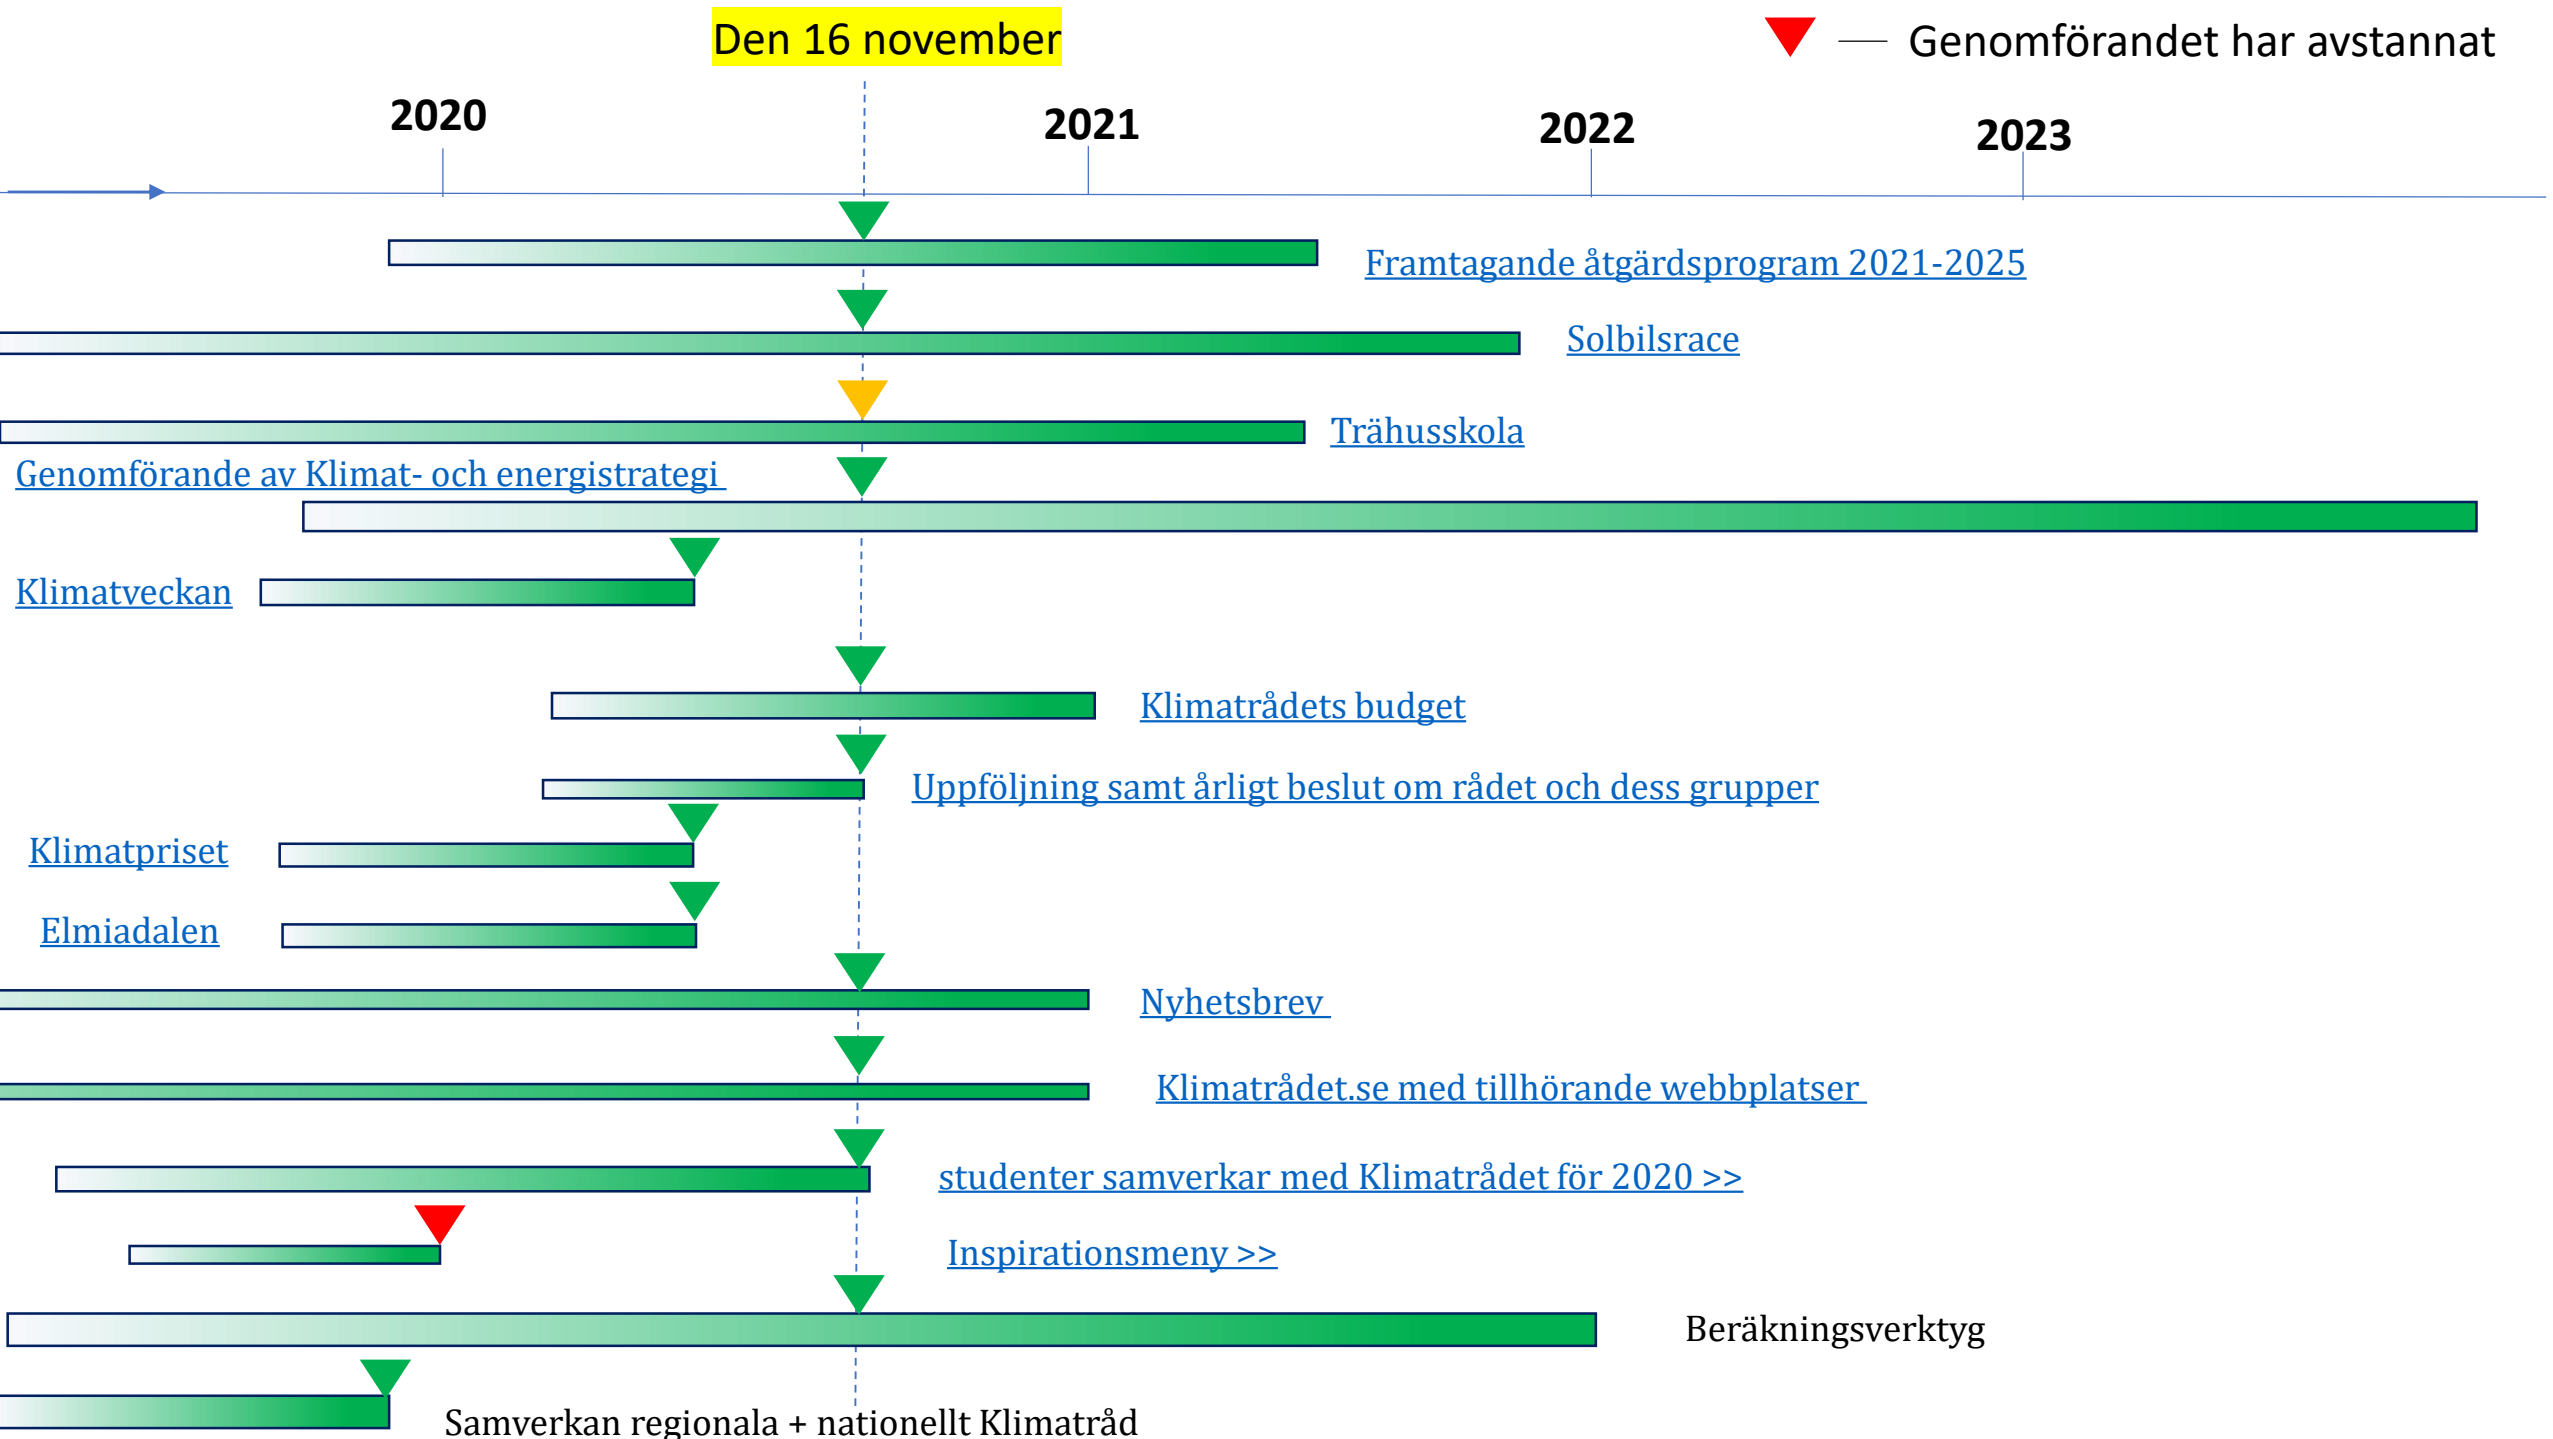 Den 16 november
Genomförandet har avstannat
2020
2021
2022
2023
Framtagande åtgärdsprogram 2021-2025
Solbilsrace
Trähusskola
Genomförande av Klimat- och energistrategi
Klimatveckan
Klimatrådets budget
Uppföljning samt årligt beslut om rådet och dess grupper
Klimatpriset
Elmiadalen
Nyhetsbrev
Klimatrådet.se med tillhörande webbplatser
studenter samverkar med Klimatrådet för 2020 >>
Inspirationsmeny >>
Beräkningsverktyg
Samverkan regionala + nationellt Klimatråd